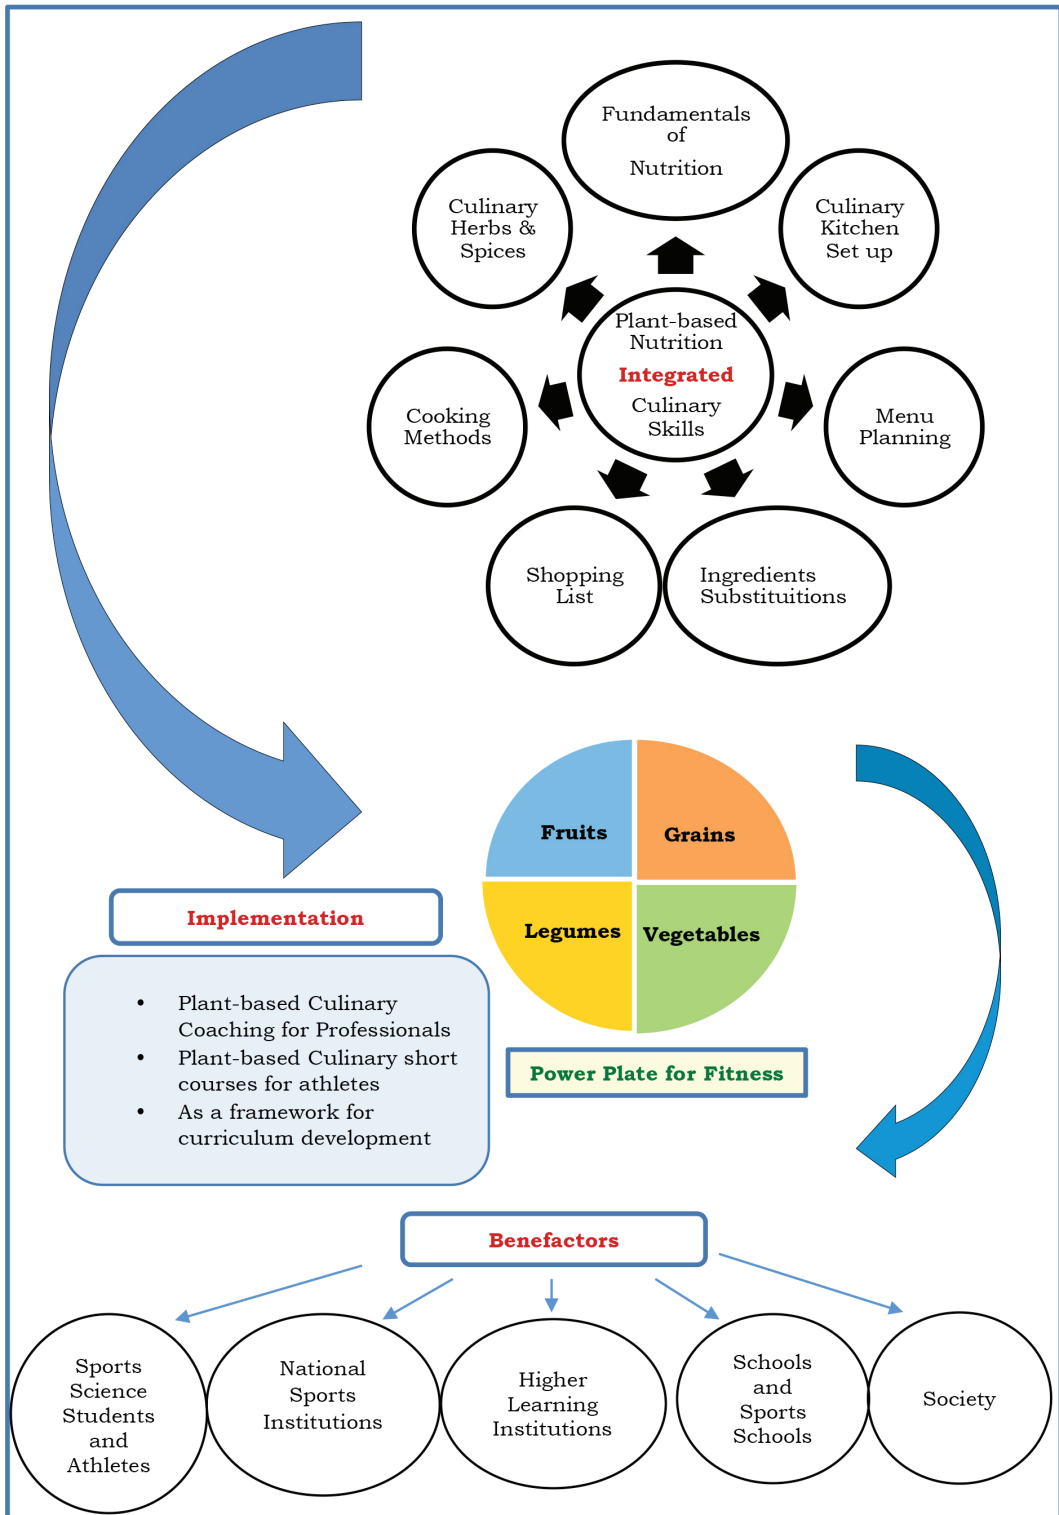 Fundamentals
of
Nutrition
Culinary
Herbs &
Spices
Culinary
Kitchen
Set up
Plant-based
Nutrition
Integrated
Culinary
Skills
Cooking
Methods
Menu
Planning
Shopping
List
Ingredients
Substituitions
Fruits
Grains
Legumes
Vegetables
Power Plate for Fitness
Implementation
• Plant-based Culinary
Coaching for Professionals
• Plant-based Culinary short
courses for athletes
• As a framework for
curriculum development
Benefactors
Sports
Science
Students
and
Athletes
National
Sports
Institutions
Higher
Learning
Institutions
Schools
and
Sports
Schools
Society